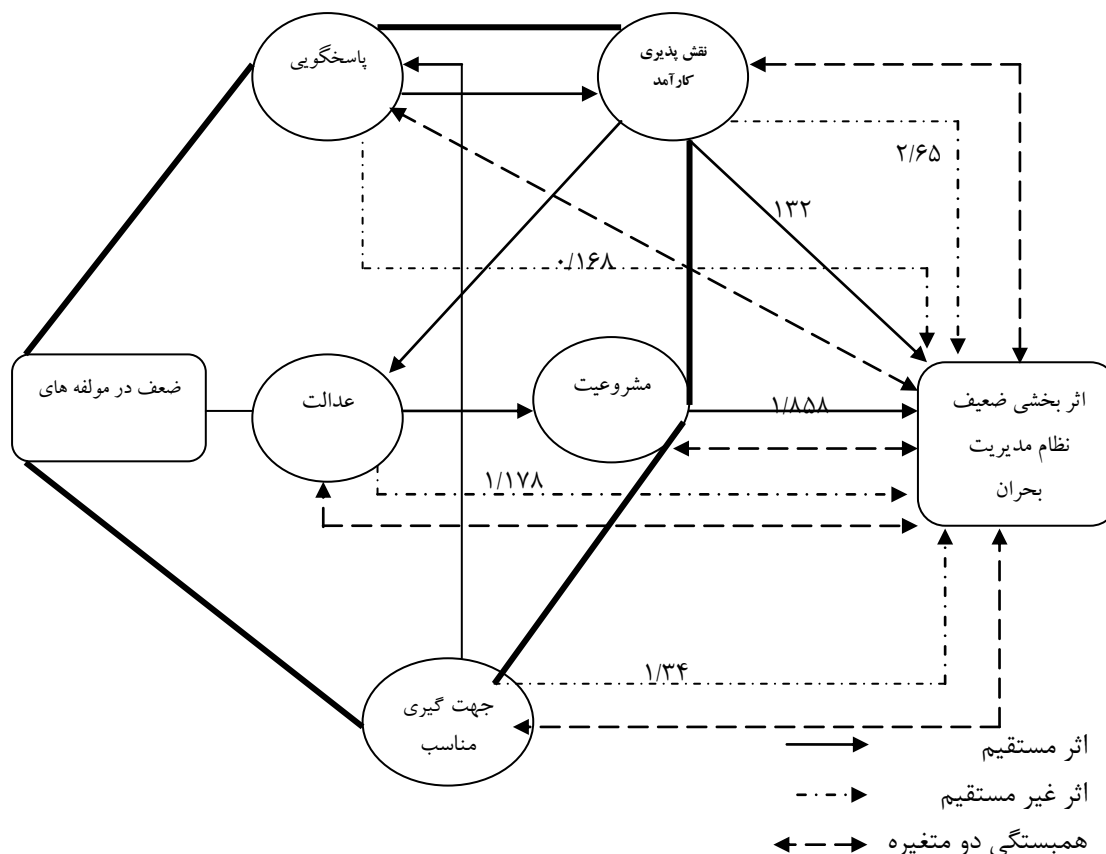 پاسخگویی
نقش پذیری
کارآمد
۲/۶۵
۱۳۲
۰/۱۶۸
ضعف در مولفه های
عدالت
مشروعیت
۱/۸۵۸
اثر بخشی ضعیف
نظام مدیریت
بحران
۱/۱۷۸
۱/۳۴
جهت گیری
مناسب
اثر مستقیم
اثر غیر مستقیم
همبستگی دو متغیره